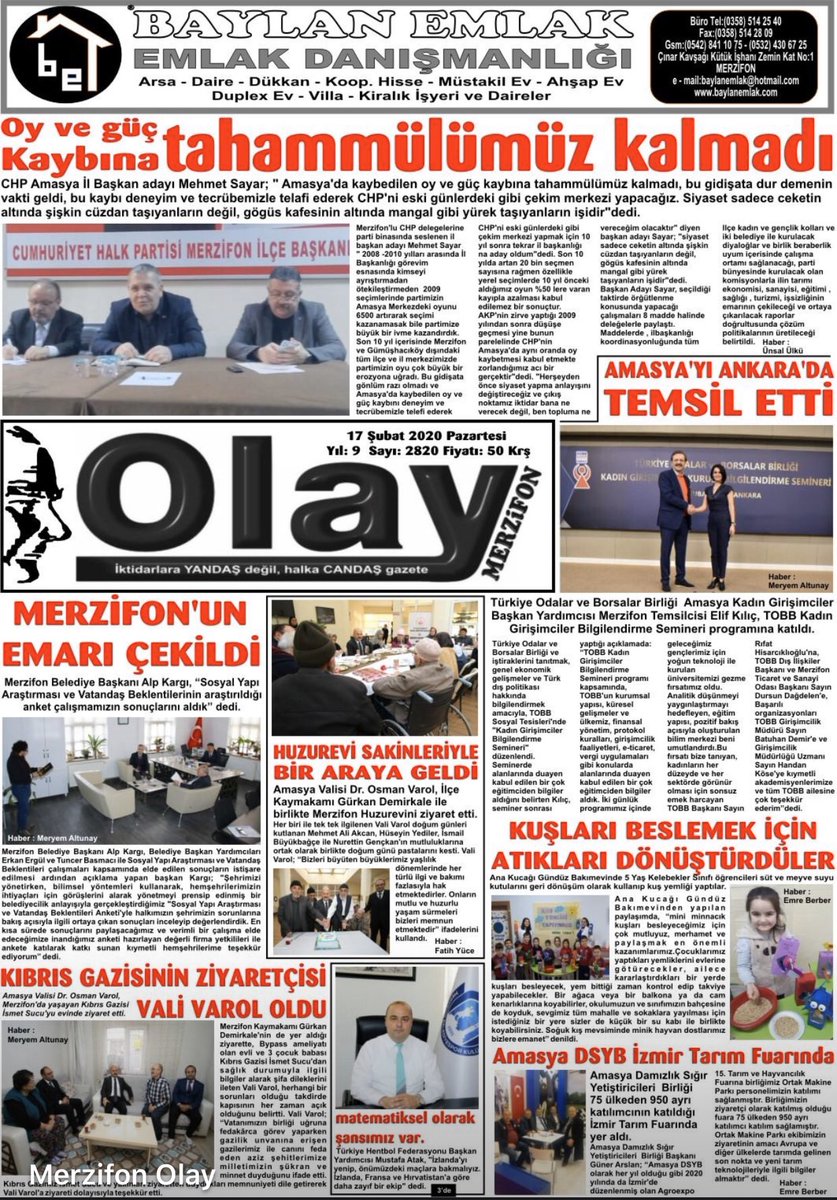 be
BAYLAN EMLAK
EMLAK DANIŞMANLIĞI
Arsa - Daire - Dükkan - Koop. Hisse - Müstakil Ev - Ahşap Ev
Duplex Ev - Villa - Kiralık İşyeri ve Daireler
Büro Tel:(0358) 514 25 40
Fax:(0358) 514 28 09
Gsm:(0542) 841 10 75 - (0532) 430 67 25
Çınar Kavşağı Kütük İşhanı Zemin Kat No:1
MERZİFON
e - mail:baylanemlak@hotmail.com
www.baylanemlak.com
Oy ve güç
Kaybına tahammülümüz kalmadı
CHP Amasya İl Başkan adayı Mehmet Sayar; " Amasya'da kaybedilen oy ve güç kaybına tahammülümüz kalmadı, bu gidişata dur demenin
vakti geldi, bu kaybı deneyim ve tecrübemizle telafi ederek CHP'ni eski günlerdeki gibi çekim merkezi yapacağız. Siyaset sadece ceketin
altında şişkin cüzdan taşıyanların değil, gögüs kafesinin altında mangal gibi yürek taşıyanların işidir"dedi.
CUMHURİYET HALK PARTİSİ MERZİFON İLÇE BAŞKANI
Merzifon'lu CHP delegelerine
parti binasında seslenen il
başkan adayı Mehmet Sayar
" 2008 -2010 yılları arasında İl
Başkanlığı görevim
esnasında kimseyi
ayrıştırmadan
ötekileştirmeden 2009
seçimlerinde partimizin
Amasya Merkezdeki oyunu
6500 artırarak seçimi
kazanamasak bile partimize
büyük bir ivme kazandırdık.
Son 10 yıl içerisinde Merzifon
ve Gümüşhacıköy dışındaki
tüm ilçe ve il merkezimizde
partimizin oyu çok büyük bir
erozyona uğradı. Bu gidişata
gönlüm razı olmadı ve
Amasya'da kaybedilen oy ve
güç kaybını deneyim ve
tecrübemizle telafi ederek
CHP'ni eski günlerdeki gibi
çekim merkezi yapmak için 10
yıl sonra tekrar il başkanlığı
na aday oldum"dedi. Son 10
yılda artan 20 bin seçmen
sayısına rağmen özellikle
yerel seçimlerde 10 yıl önceki
aldığımız oyun %50 lere varan
kayıpla azalması kabul
edilemez bir sonuçtur.
AKP'nin zirve yaptığı 2009
yılından sonra düşüşe
geçmesi yine bunun
parelelinde CHP'nin
Amasya'da aynı oranda oy
kaybetmesi kabul etmekte
zorlandığımız acı bir
gerçektir"dedi. "Herşeyden
önce siyaset yapma anlayışını
değiştireceğiz ve çıkış
noktamız iktidar bana ne
verecek değil, ben topluma ne
vereceğim olacaktır" diyen
başkan adayı Sayar; "siyaset
sadece ceketinin altında
şişkin cüzdan taşıyanların
değil, gögüs kafesinin altında
mangal gibi yürek
taşıyanların işidir"dedi.
Başkan Adayı Sayar, seçildiği
taktirde örgütlenme
konusunda yapacağı
çalışmaları 8 madde halinde
delegelerle paylaştı.
Maddelerde , ilbaşkanlığı
koordinasyonluğunda tüm
İlçe kadın ve gençlik kolları ve
iki belediye ile kurulacak
diyaloğlar ve birlik beraberlik
uyum içerisinde çalışma
ortamı sağlanacağı, parti
bünyesinde kurulacak olan
komisyonlarla ilin tarımı
ekonomisi, sanayisi, eğitimi ,
sağlığı , turizmi, işsizliğinin
emarının çekileceği ve ortaya
çıkarılacak raporlar
doğrultusunda çözüm
politikalarının üretileceği
belirtildi.
Haber :
Ünsal Ülkü
AMASYA'YI ANKARA'DA
TEMSİL ETTİ
17 Şubat 2020 Pazartesi
Yıl: 9 Sayı: 2820 Fiyatı: 50 Krş
Olay
MERZİFON
İktidarlara YANDAŞ değil, halka CANDAŞ gazete
Haber :
Meryem Altunay
Türkiye Odalar ve Borsalar Birliği Amasya Kadın Girişimciler
Başkan Yardımcısı Merzifon Temsilcisi Elif Kılıç, TOBB Kadın
Girişimciler Bilgilendirme Semineri programına katıldı.
Türkiye Odalar ve
Borsalar Birliği ve
iştiraklerini tanıtmak,
genel ekonomik
gelişmeler ve Türk
dış politikası
hakkında
bilgilendirmek
amacıyla, TOBB
Sosyal Tesisleri'nde
"Kadın Girişimciler
Bilgilendirme
Semineri"
düzenlendi.
Seminerde
alanlarında duayen
kabul edilen bir çok
eğitimciden bilgiler
aldığını belirten Kılıç,
seminer sonrası
yaptığı açıklamada:
"TOBB Kadın
Girişimciler
Bilgilendirme
Semineri programı
kapsamında,
TOBB'un kurumsal
yapısı, küresel
gelişmeler ve
ülkemiz, finansal
yönetim, protokol
kuralları, girişimcilik
faaliyetleri, e-ticaret,
vergi uygulamaları
gibi konularda
alanlarında duayen
kabul edilen bir çok
eğitimciden bilgiler
aldık. İki günlük
programımız içinde
geleceğimiz
gençlerimiz için
yoğun teknoloji ile
kurulan
üniversitemizi gezme
fırsatımız oldu.
Analitik düşünmeyi
yaygınlaştırmayı
hedefleyen, eğitim
yapısı, pozitif bakış
açısıyla oluşturulan
bilim merkezi beni
umutlandırdı.Bu
fırsatı bize tanıyan,
kadınların her
düzeyde ve her
sektörde görünür
olması için sonsuz
emek harcayan
TOBB Başkanı Sayın
Rıfat
Hisarcıklıoğlu'na,
TOBB Dış İlişkiler
Başkanı ve Merzifon
Ticaret ve Sanayi
Odası Başkanı Sayın
Dursun Dağdelen'e,
Başarılı
organizasyonları
TOBB Girişimcilik
Müdürü Sayın
Batuhan Demir'e ve
Girişimcilik
Müdürlüğü Uzmanı
Sayın Handan
Köse'ye kıymetli
akademisyenlerimize
ve tüm TOBB ailesine
çok teşekkür
ederim"dedi.
MERZİFON'UN
EMARI ÇEKİLDİ
Merzifon Belediye Başkanı Alp Kargı, “Sosyal Yapı
Araştırması ve Vatandaş Beklentilerinin araştırıldığı
anket çalışmamızın sonuçlarını aldık” dedi.
Haber : Meryem Altunay
Merzifon Belediye Başkanı Alp Kargı, Belediye Başkan Yardımcıları
Erkan Ergül ve Tuncer Basmacı ile Sosyal Yapı Araştırması ve Vatandaş
Beklentileri çalışmaları kapsamında elde edilen sonuçların istişare
edilmesi ardından açıklama yapan başkan Kargı; "Şehrimizi
yönetirken, bilimsel yöntemleri kullanarak, hemşehrilerimizin
ihtiyaçları için görüşlerini alarak yönetmeyi prensip edinmiş bir
belediyecilik anlayışıyla gerçekleştirdiğimiz "Sosyal Yapı Araştırması
ve Vatandaş Beklentileri Anketi'yle halkımızın şehrimizin sorunlarına
bakış açısıyla ilgili ortaya çıkan sonuçları inceleyip değerlendirdik. En
kısa sürede sonuçlarını paylaşacağımız ve verimli bir çalışma elde
edeceğimize inandığımız anketi hazırlayan değerli firma yetkilileri ile
ankete katılarak katkı sunan kıymetli hemşehrilerime teşekkür
ediyorum" dedi.
HUZUREVİ SAKİNLERİYLE
BİR ARAYA GELDİ
Amasya Valisi Dr. Osman Varol, İlçe
Kaymakamı Gürkan Demirkale ile
birlikte Merzifon Huzurevini ziyaret etti.
Her biri ile tek tek ilgilenen Vali Varol doğum günleri
kutlanan Mehmet Ali Akcan, Hüseyin Yediler, İsmail
Büyükbağçe ile Nurettin Gençkan'ın mutluluklarına
ortak olarak birlikte doğum günü pastalarını kesti. Vali
Varol; “Bizleri büyüten büyüklerimiz yaşlılık
dönemlerinde her
türlü ilgi ve bakımı
fazlasıyla hak
etmektedirler. Onların
mutlu ve huzurlu
yaşam sürmeleri
bizleri memnun
etmektedir” ifadelerini
kullandı.
Haber :
Fatih Yüce
KUŞLARI BESLEMEK İÇİN
ATIKLARI DÖNÜŞTÜRDÜLER
Ana Kucağı Gündüz Bakımevinde 5 Yaş Kelebekler Sınıfı öğrencileri süt ve meyve suyu
kutularını geri dönüşüm olarak kullanıp kuş yemliği yaptılar.
Ana Kucağı Gündüz
Bakımevinden yapılan
paylaşımda, “mini minnacık
kuşları besleyeceğimiz için
çok mutluyuz, merhamet ve
paylaşmak en önemli
kazanımlarımız.Çocuklarımız
yaptıkları yemliklerini evlerine
götürecekler, ailece
kararlaştırdıkları bir yerde
kuşları besleyecek, yem bittiği zaman kontrol edip takviye
yapabilecekler. Bir ağaca veya bir balkona ya da cam
kenarlıklarına koyabilirler, okulumuzun ve sınıfımızın bahçesine
de koyduk, sevgimiz tüm mahalle ve sokaklara yayılması için
istediğiniz bir yere sizler de küçük bir su kabı ile birlikte
koyabilirsiniz. Soğuk kış mevsiminde minik hayvan dostlarımız
bizlere emanet” denildi.
Haber :
Emre Berber
KIBRIS GAZİSİNİN ZİYARETÇİSİ
VALİ VAROL OLDU
Amasya Valisi Dr. Osman Varol,
Merzifon'da yaşayan Kıbrıs Gazisi
İsmet Sucu'yu evinde ziyaret etti.
Haber :
Meryem Altunay
Merzifon Kaymakamı Gürkan
Demirkale'nin de yer aldığı
ziyarette, Bypass ameliyatı
olan evli ve 3 çocuk babası
Kıbrıs Gazisi İsmet Sucu'dan
sağlık durumuyla ilgili
bilgiler alarak şifa dileklerini
ileten Vali Varol, herhangi bir
sorunları olduğu takdirde
kapısının her zaman açık
olduğunu belirtti. Vali Varol;
“Vatanımızın birliği uğruna
fedakârca görev yaparken
gazilik unvanına erişen
gazilerimiz ile canını feda
eden aziz şehitlerimize
milletimizin şükran ve
minnet duyduğunu ifade etti.
Merzifon Olay
matematiksel olarak
şansımız var.
Türkiye Hentbol Federasyonu Başkan
Yardımcısı Mustafa Atak, "İzlanda'yı
yenip, önümüzdeki maçlara bakmalıyız.
İzlanda, Fransa ve Hırvatistan'a göre
daha zayıf bir ekip" dedi.
3'de
Amasya DSYB İzmir Tarım Fuarında
Amasya Damızlık Sığır
Yetiştiricileri Birliği
75 ülkeden 950 ayrı
katılımcının katıldığı
İzmir Tarım Fuarında
yer aldı.
Amasya Damızlık Sığır
Yetiştiricileri Birliği Başkanı
Güner Arslan; “Amasya DSYB
olarak her yıl olduğu gibi 2020
yılında da İzmir'de
düzenlenmiş olan Agroexpo
15. Tarım ve Hayvancılık
Fuarına birliğimiz Ortak Makine
Parkı personelimizin katılımı
sağlanmıştır. Birliğimizin
ziyaretçi olarak katılmış olduğu
fuara 75 ülkeden 950 ayrı
katılımcı katılım sağlamıştır.
Ortak Makine Parkı ekibimizin
ziyaretinin amacı Avrupa ve
diğer ülkelerde tarımda gelinen
son nokta ve yeni tarım
teknolojileriyle ilgili bilgiler
almaktır" dedi.
Haber :
Emre Berber